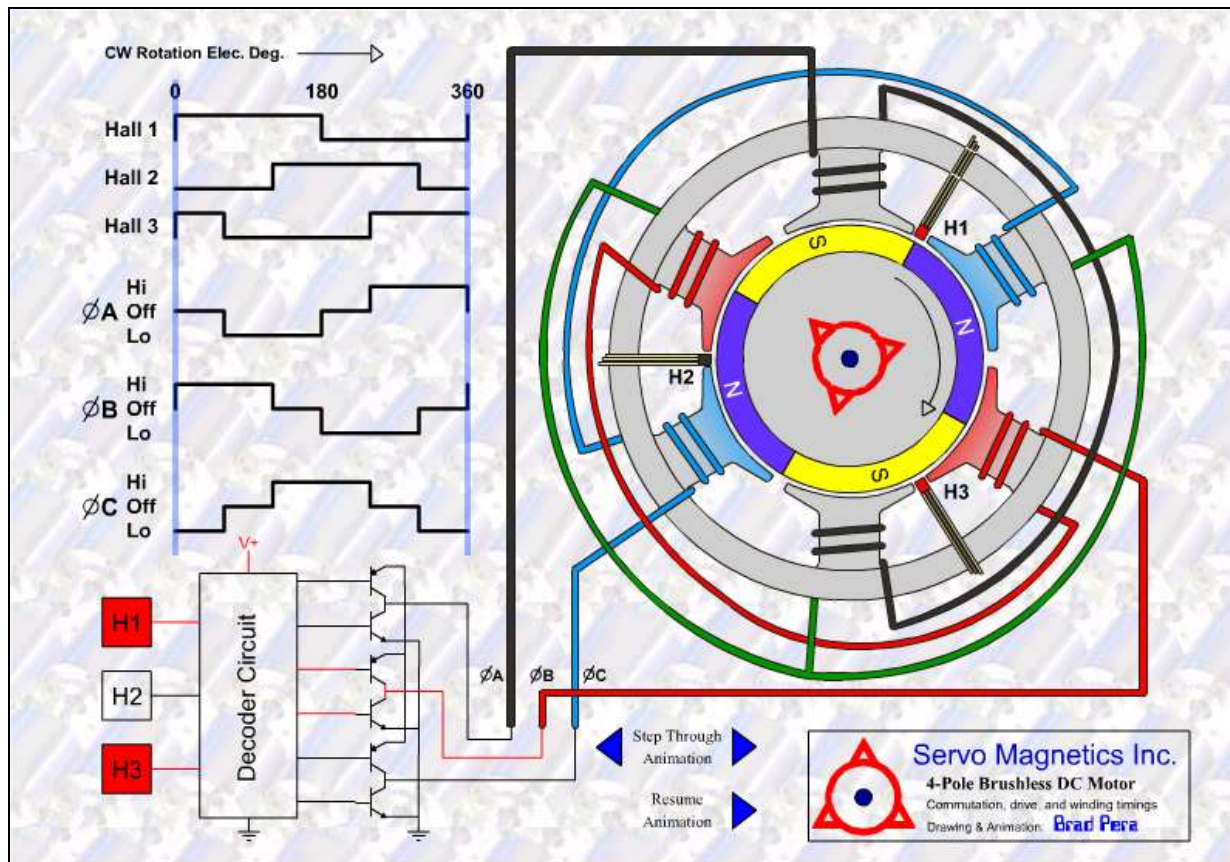 CW Rotation Elec. Deg.
0 180 360
Hall 1
Hall 2
Hall 3
Hi
ØA Off
Lo
Hi
ØB Off
Lo
Hi
ØC Off
Lo
V+
H1
H2
H3
Decoder Circuit
ØA ØB ØC
H1
H2
H3
S
N
N
S
Step Through
Animation
Resume
Animation
Servo Magnetics Inc.
4-Pole Brushless DC Motor
Commutation, drive, and winding timings
Drawing & Animation: Brad Pera